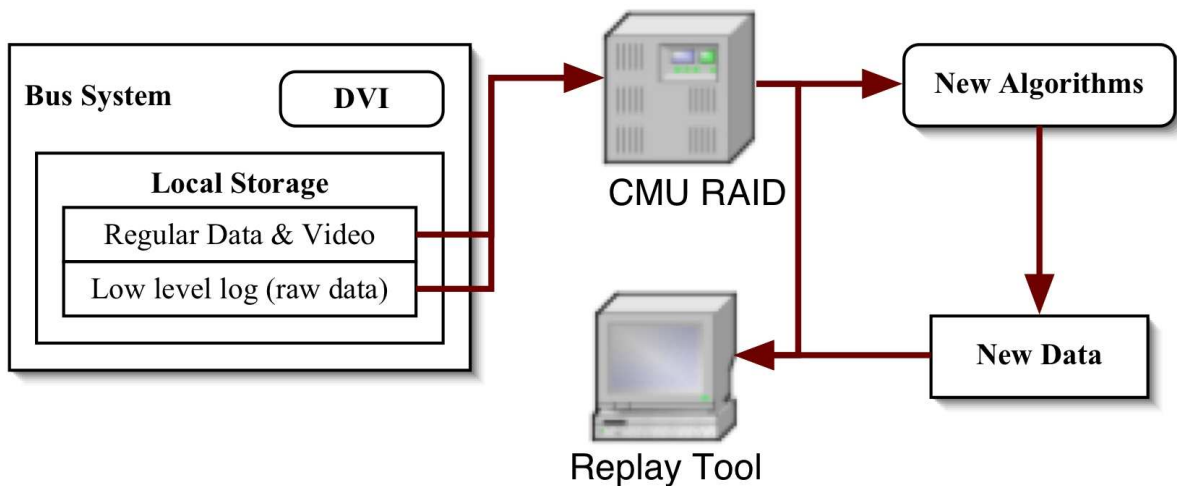 Bus System
DVI
Local Storage
Regular Data & Video
Low level log (raw data)
CMU RAID
New Algorithms
New Data
Replay Tool